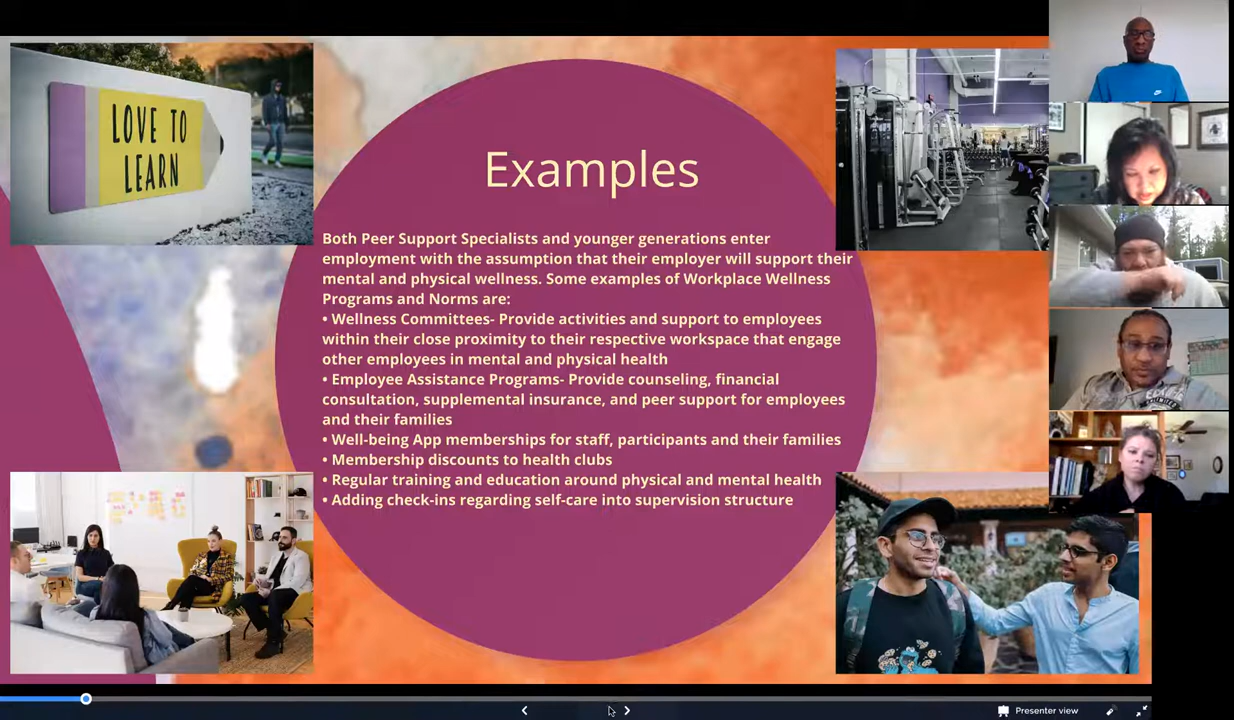 LOVE TO
LEARN
Examples
Both Peer Support Specialists and younger generations enter
employment with the assumption that their employer will support their
mental and physical wellness. Some examples of Workplace Wellness
Programs and Norms are:
• Wellness Committees- Provide activities and support to employees
within their close proximity to their respective workspace that engage
other employees in mental and physical health
• Employee Assistance Programs- Provide counseling, financial
consultation, supplemental insurance, and peer support for employees
and their families
• Well-being App memberships for staff, participants and their families
• Membership discounts to health clubs
• Regular training and education around physical and mental health
• Adding check-ins regarding self-care into supervision structure
Presenter view